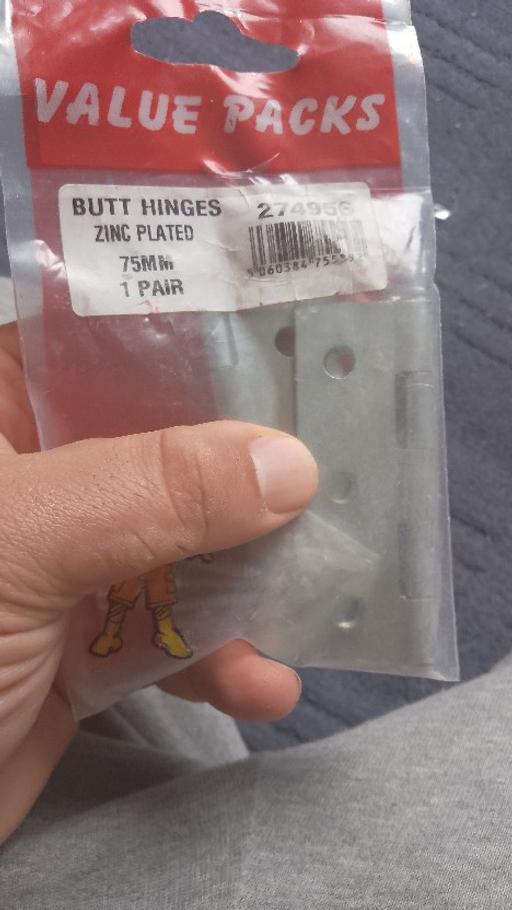 VALUE PACKS
BUTT HINGES 274956
ZINC PLATED
75MM
1 PAIR